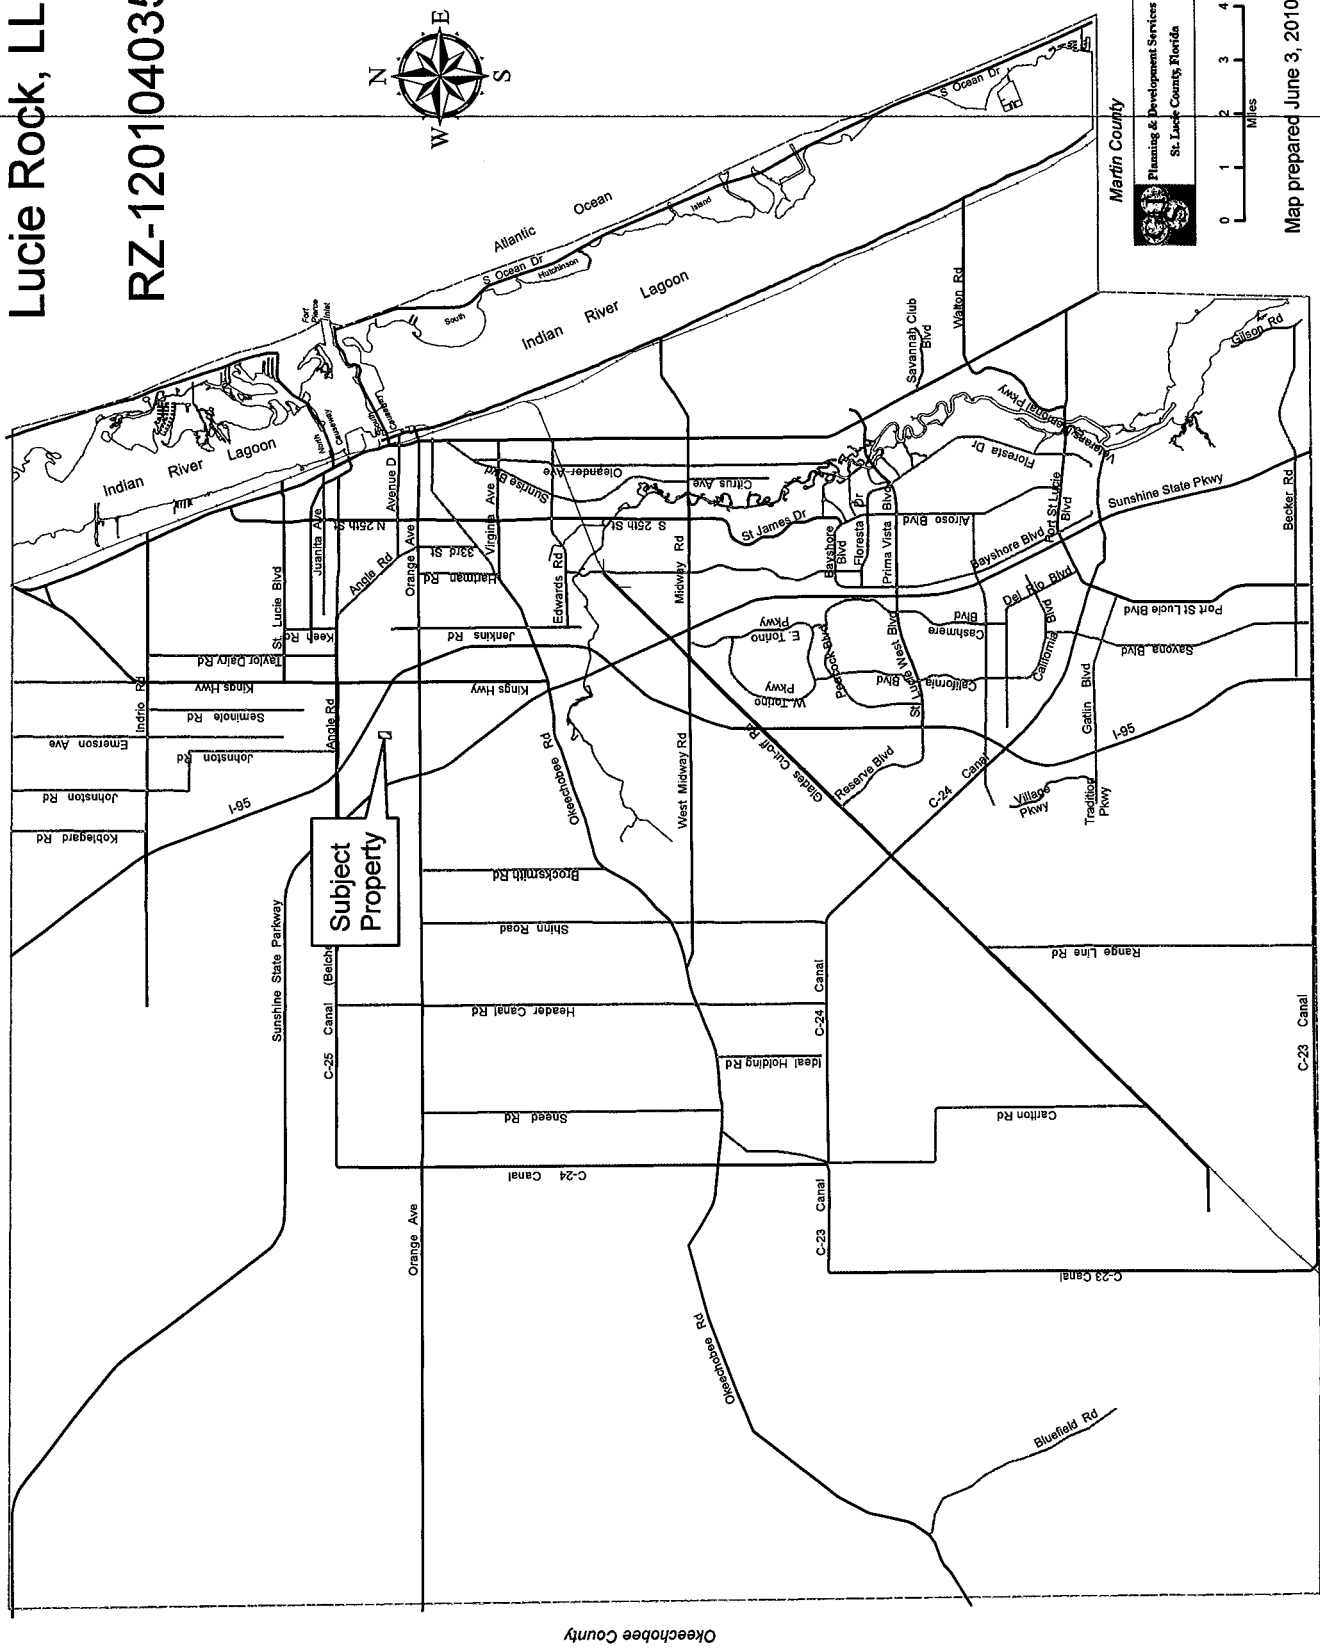 Lucie Rock, LL
RZ-12010403
N
E
S
W
Atlantic Ocean
Fort
Pierce
Inlet
S Ocean Dr
Hutchinson
Island
South
S Ocean Dr
Indian River Lagoon
Indian River Lagoon
North
Causeway
South
Causeway
Martin County
Planning & Development Services
St. Lucie County, Florida
0 1 2 3 4
Miles
Map prepared June 3, 2010
Subject
Property
Koblegard Rd
Johnston Rd
Emerson Ave
Johnston Rd
Seminole Rd
Indrio Rd
Kings Hwy
Taylor Dairy Rd
Keen Rd
St. Lucie Blvd
Juanita Ave
N 25th St
Angle Rd
Angle Rd
Avenue D
Orange Ave
33rd St
Hartman Rd
Virginia Ave
Sunrise Blvd
Oleander Ave
Edwards Rd
S 25th St
Citrus Ave
Jenkins Rd
Kings Hwy
Okeechobee Rd
Midway Rd
West Midway Rd
St James Dr
Bayshore
Blvd
Floresta Dr
Prima Vista Blvd
Airoso Blvd
Floresta Dr
Savannah Club
Blvd
Walton Rd
Port St Lucie
Blvd
Gilson Rd
Becker Rd
Sunshine State Pkwy
Bayshore Blvd
Del Rio Blvd
Port St Lucie Blvd
Savona Blvd
Cashmere
Blvd
California
Blvd
California
Blvd
E. Torino
Pkwy
W. Torino
Pkwy
Peacock Blvd
St Lucie West Blvd
Gatlin Blvd
I-95
I-95
Reserve Blvd
Glades Cut-off Rd
C-24 Canal
Village
Pkwy
Tradition
Pkwy
Sunshine State Parkway
C-25 Canal (Belche
Brocksmith Rd
Shinn Road
Header Canal Rd
Ideal Holding Rd
Sneed Rd
C-24 Canal
C-24 Canal
C-23 Canal
C-23 Canal
C-23 Canal
Range Line Rd
Carlton Rd
Orange Ave
Okeechobee Rd
Bluefield Rd
Okeechobee County